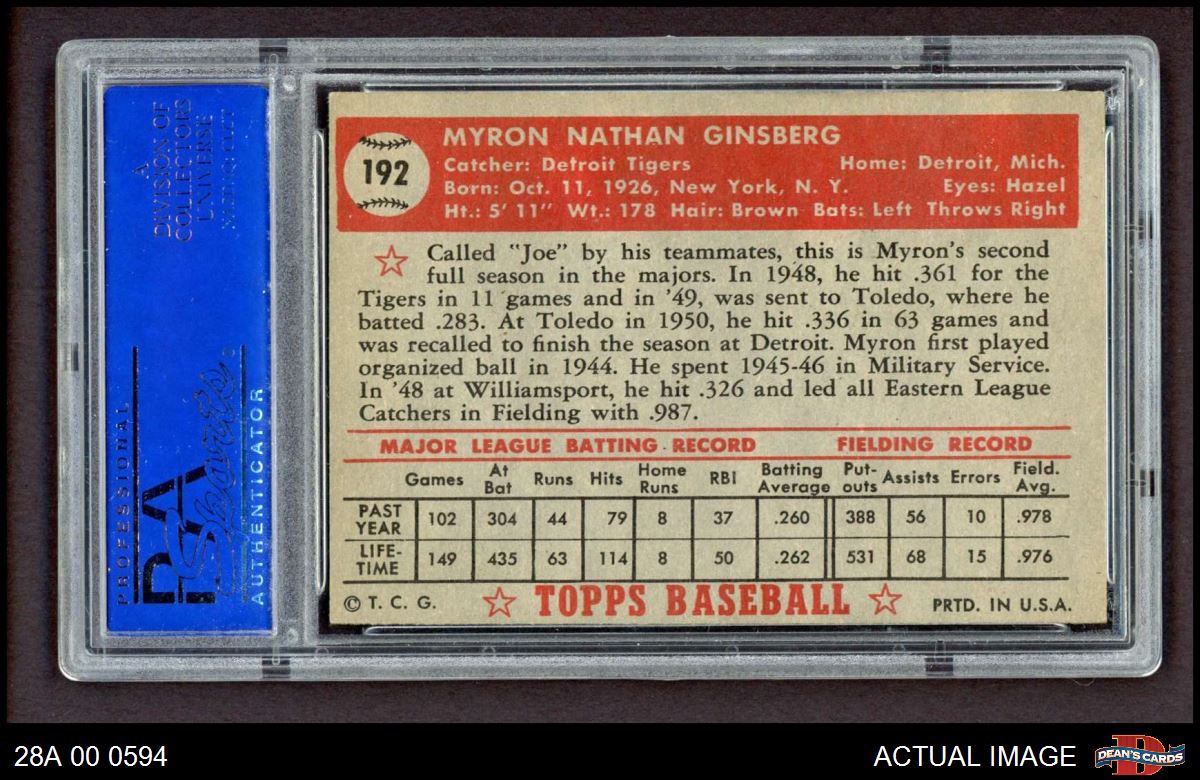 A
DIVISION OF
COLLECTORS
UNIVERSE
NASDAQ: CLCT
PROFESSIONAL
PSA
Sports
AUTHENTICATOR
192
MYRON NATHAN GINSBERG
Catcher: Detroit Tigers Home: Detroit, Mich.
Born: Oct. 11, 1926, New York, N. Y. Eyes: Hazel
Ht.: 5' 11" Wt.: 178 Hair: Brown Bats: Left Throws Right
Called "Joe" by his teammates, this is Myron's second
full season in the majors. In 1948, he hit .361 for the
Tigers in 11 games and in '49, was sent to Toledo, where he
batted .283. At Toledo in 1950, he hit .336 in 63 games and
was recalled to finish the season at Detroit. Myron first played
organized ball in 1944. He spent 1945-46 in Military Service.
In '48 at Williamsport, he hit .326 and led all Eastern League
Catchers in Fielding with .987.
MAJOR LEAGUE BATTING RECORD FIELDING RECORD
Games At Bat Runs Hits Home Runs RBI Batting Average Put-outs Assists Errors Field. Avg.
PAST YEAR 102 304 44 79 8 37 .260 388 56 10 .978
LIFE-TIME 149 435 63 114 8 50 .262 531 68 15 .976
© T. C. G. TOPPS BASEBALL PRTD. IN U.S.A.
28A 00 0594
ACTUAL IMAGE
DEAN'S CARDS